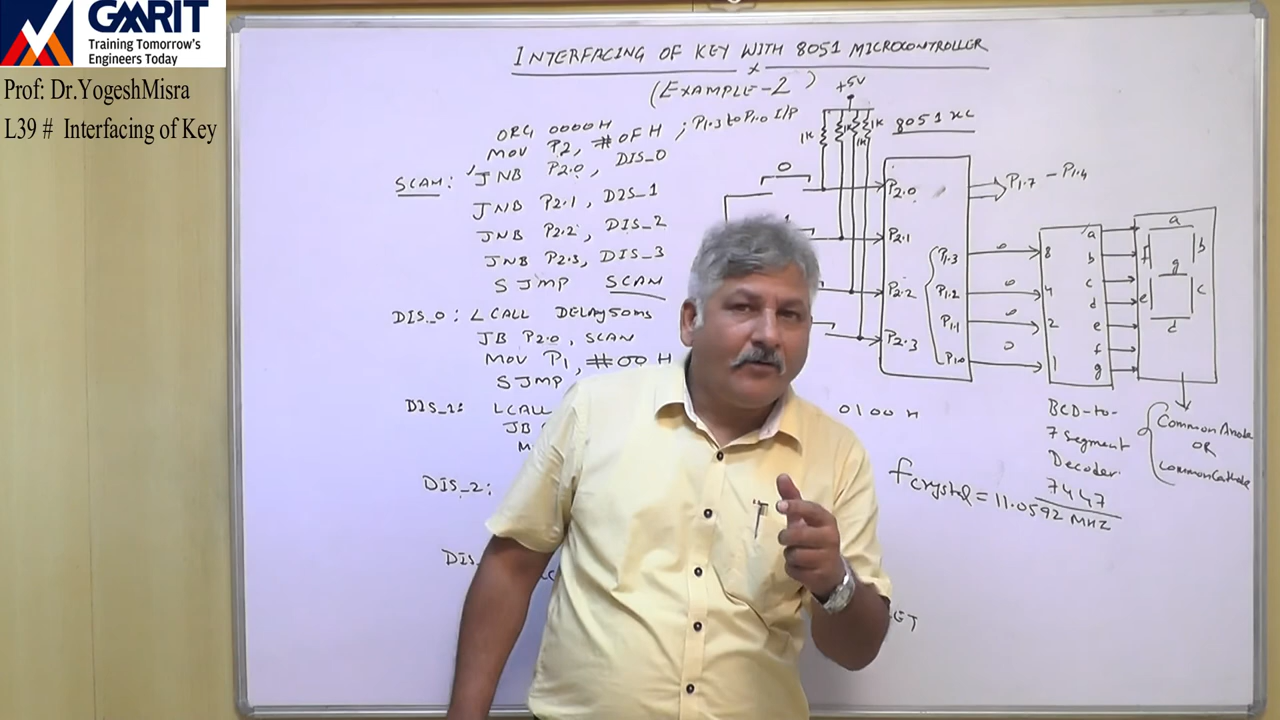 GMRIT
Training Tomorrow's
Engineers Today
Prof: Dr.YogeshMisra
L39 # Interfacing of Key
INTERFACING OF KEY WITH 8051 MICROCONTROLLER
(EXAMPLE-2)
ORG 0000H
MOV P2, #0FH ; P1.3 to P1.0 I/P
SCAM: JNB P2.0, DIS_0
JNB P2.1, DIS_1
JNB P2.2, DIS_2
JNB P2.3, DIS_3
SJMP SCAM
DIS_0: LCALL DELAY50ms
JB P2.0, SCAN
MOV P1, #00H
SJMP
DIS_1: LCALL
JB
DIS_2:
0100H
+5V
1K
1K
1K
1K
8051 μC
0
P2.0
P2.1
P2.2
P2.3
P1.7 - P1.4
P1.3
P1.2
P1.1
P1.0
0
0
0
0
8
4
2
1
a
b
c
d
e
f
g
a
b
c
d
e
f
g
BCD-to-
7 segment
Decoder
7447
Common Anode
OR
Common Cathode
fcrystal = 11.0592 MHZ